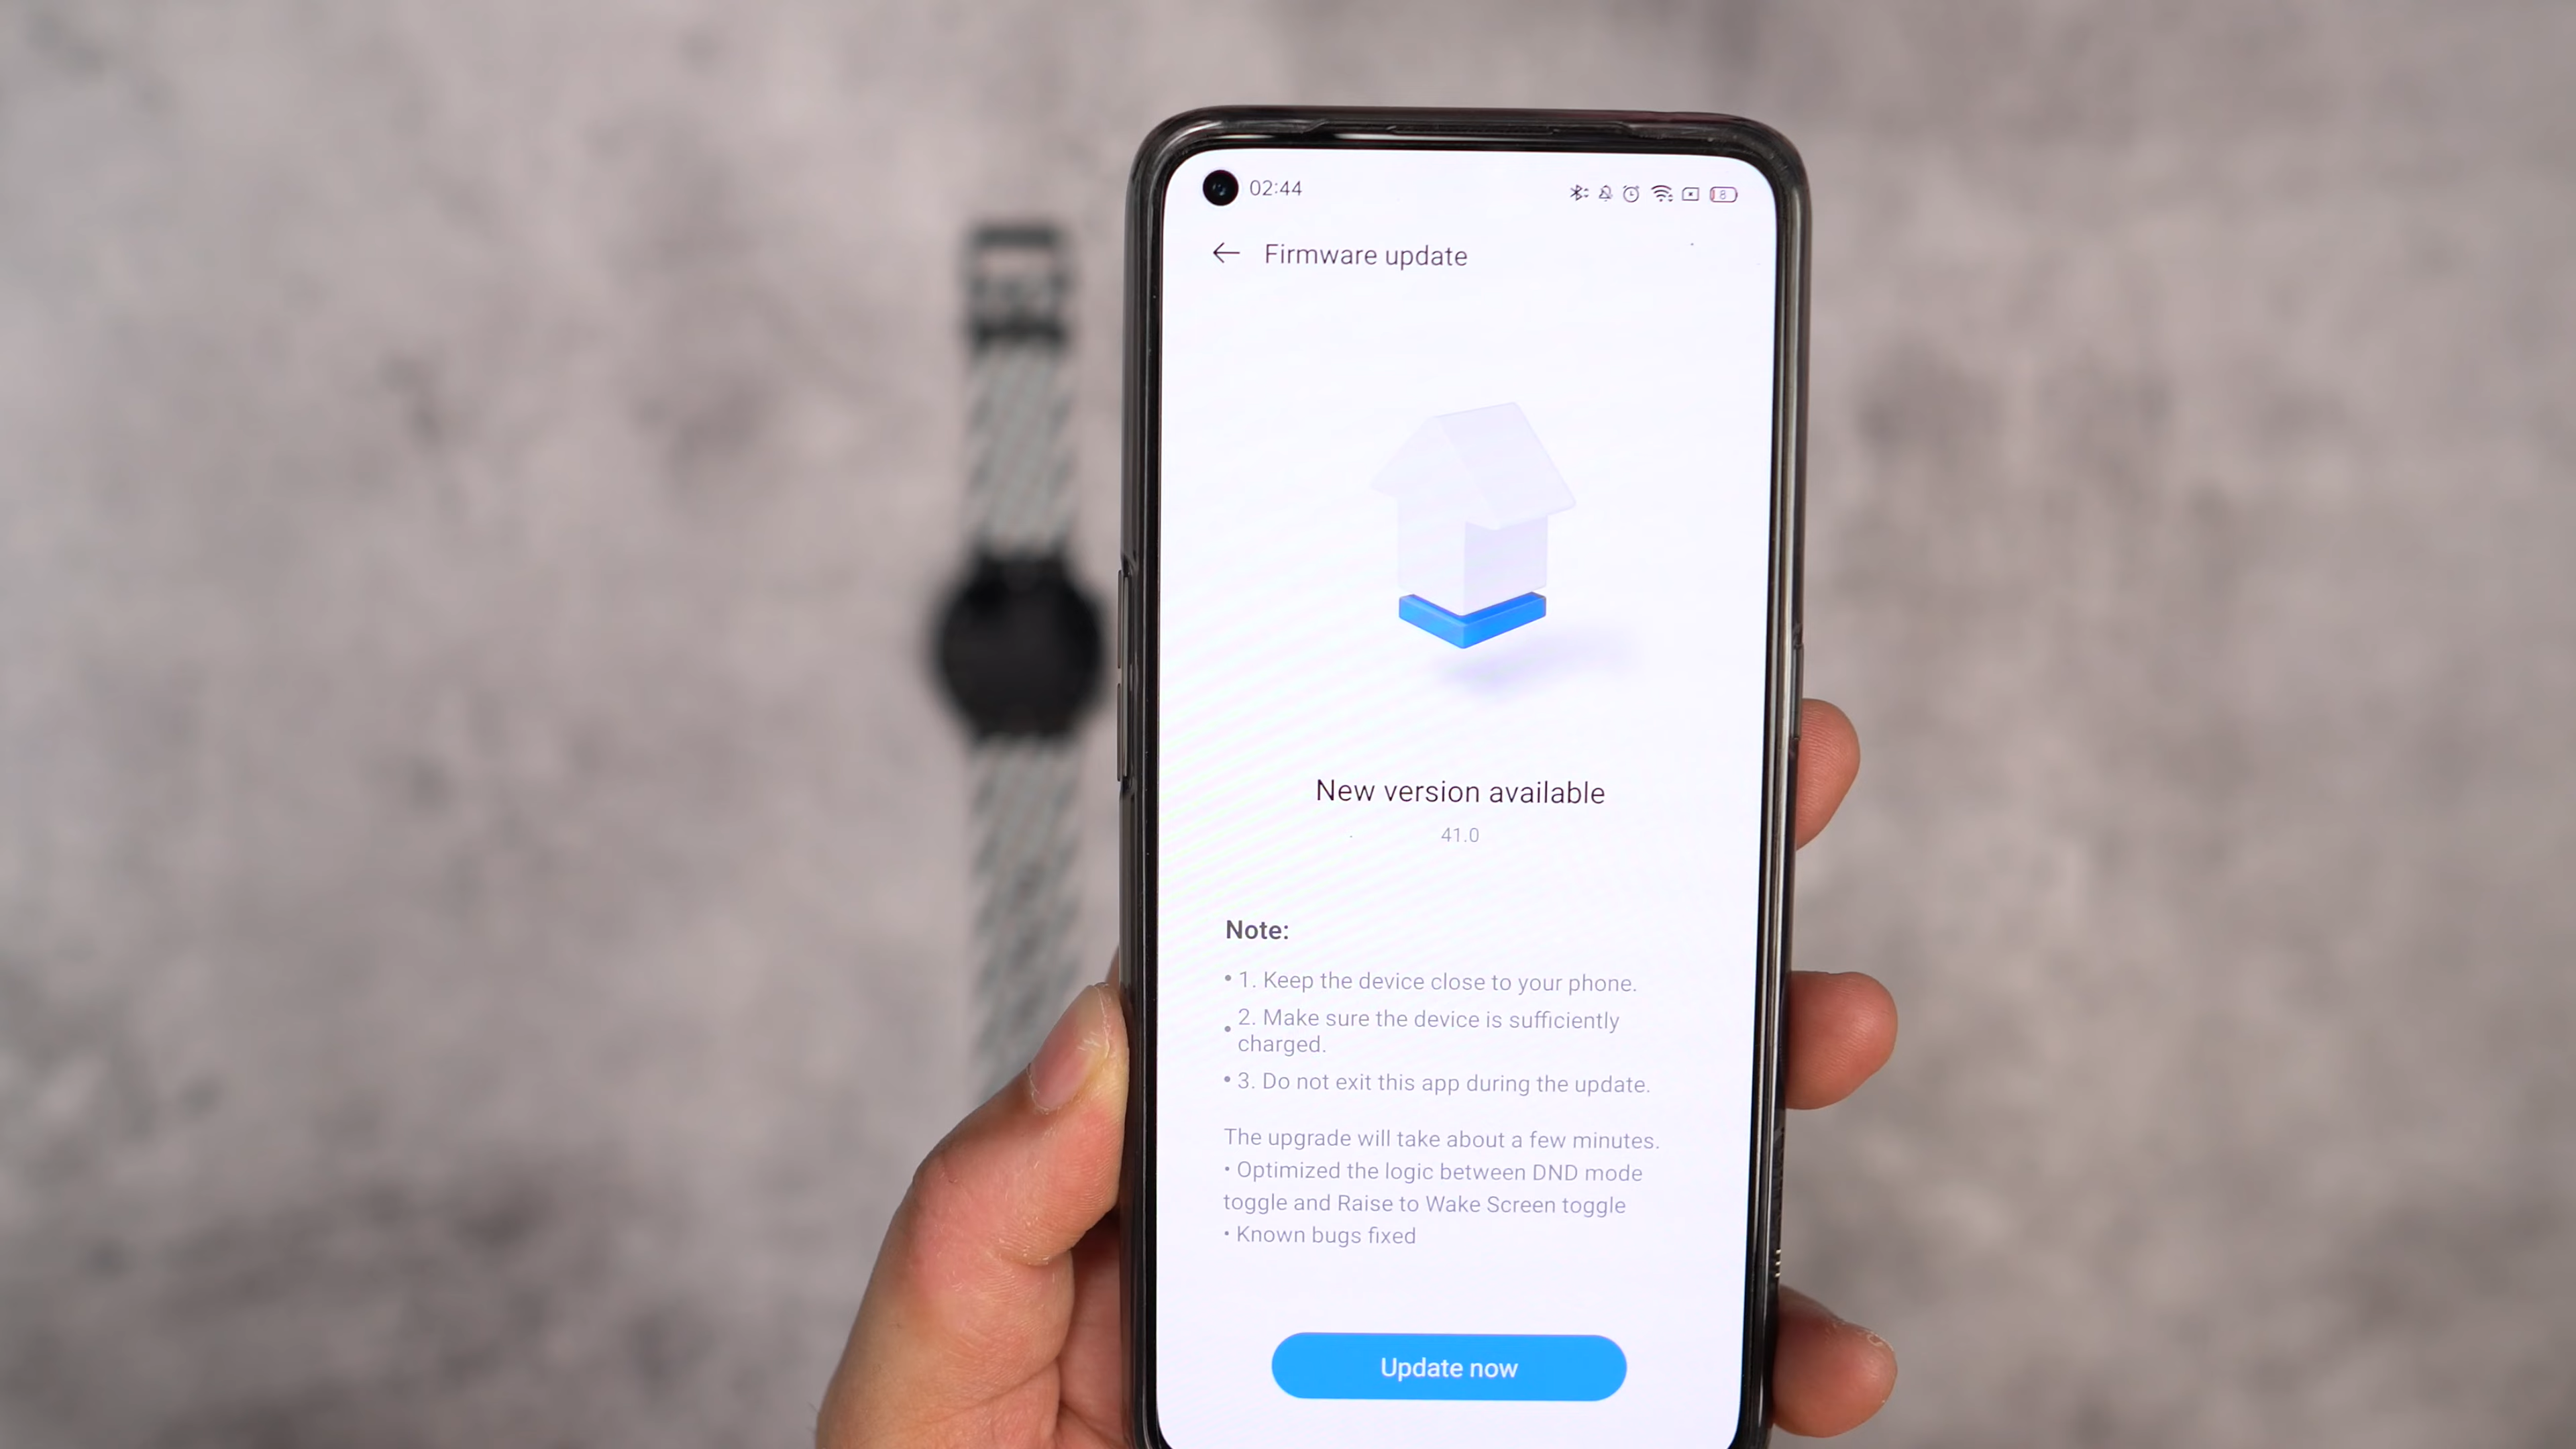 02:44
8
Firmware update
New version available
41.0
Note:
• 1. Keep the device close to your phone.
• 2. Make sure the device is sufficiently
charged.
• 3. Do not exit this app during the update.
The upgrade will take about a few minutes.
• Optimized the logic between DND mode
toggle and Raise to Wake Screen toggle
• Known bugs fixed
Update now